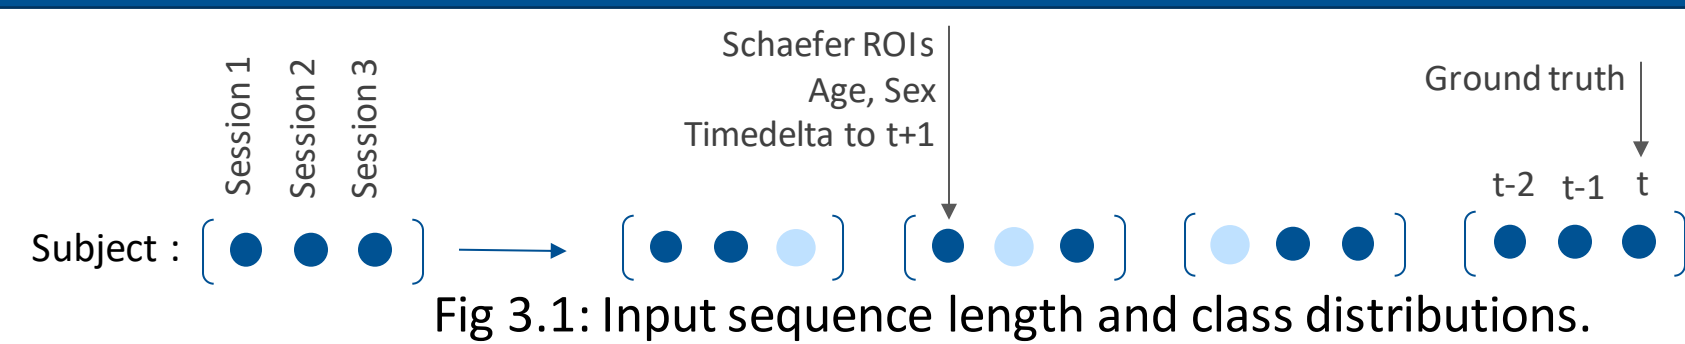 Session 1
Session 2
Session 3
Schaefer ROIs
Age, Sex
Timedelta to t+1
Ground truth
t-2 t-1 t
Subject :
Fig 3.1: Input sequence length and class distributions.